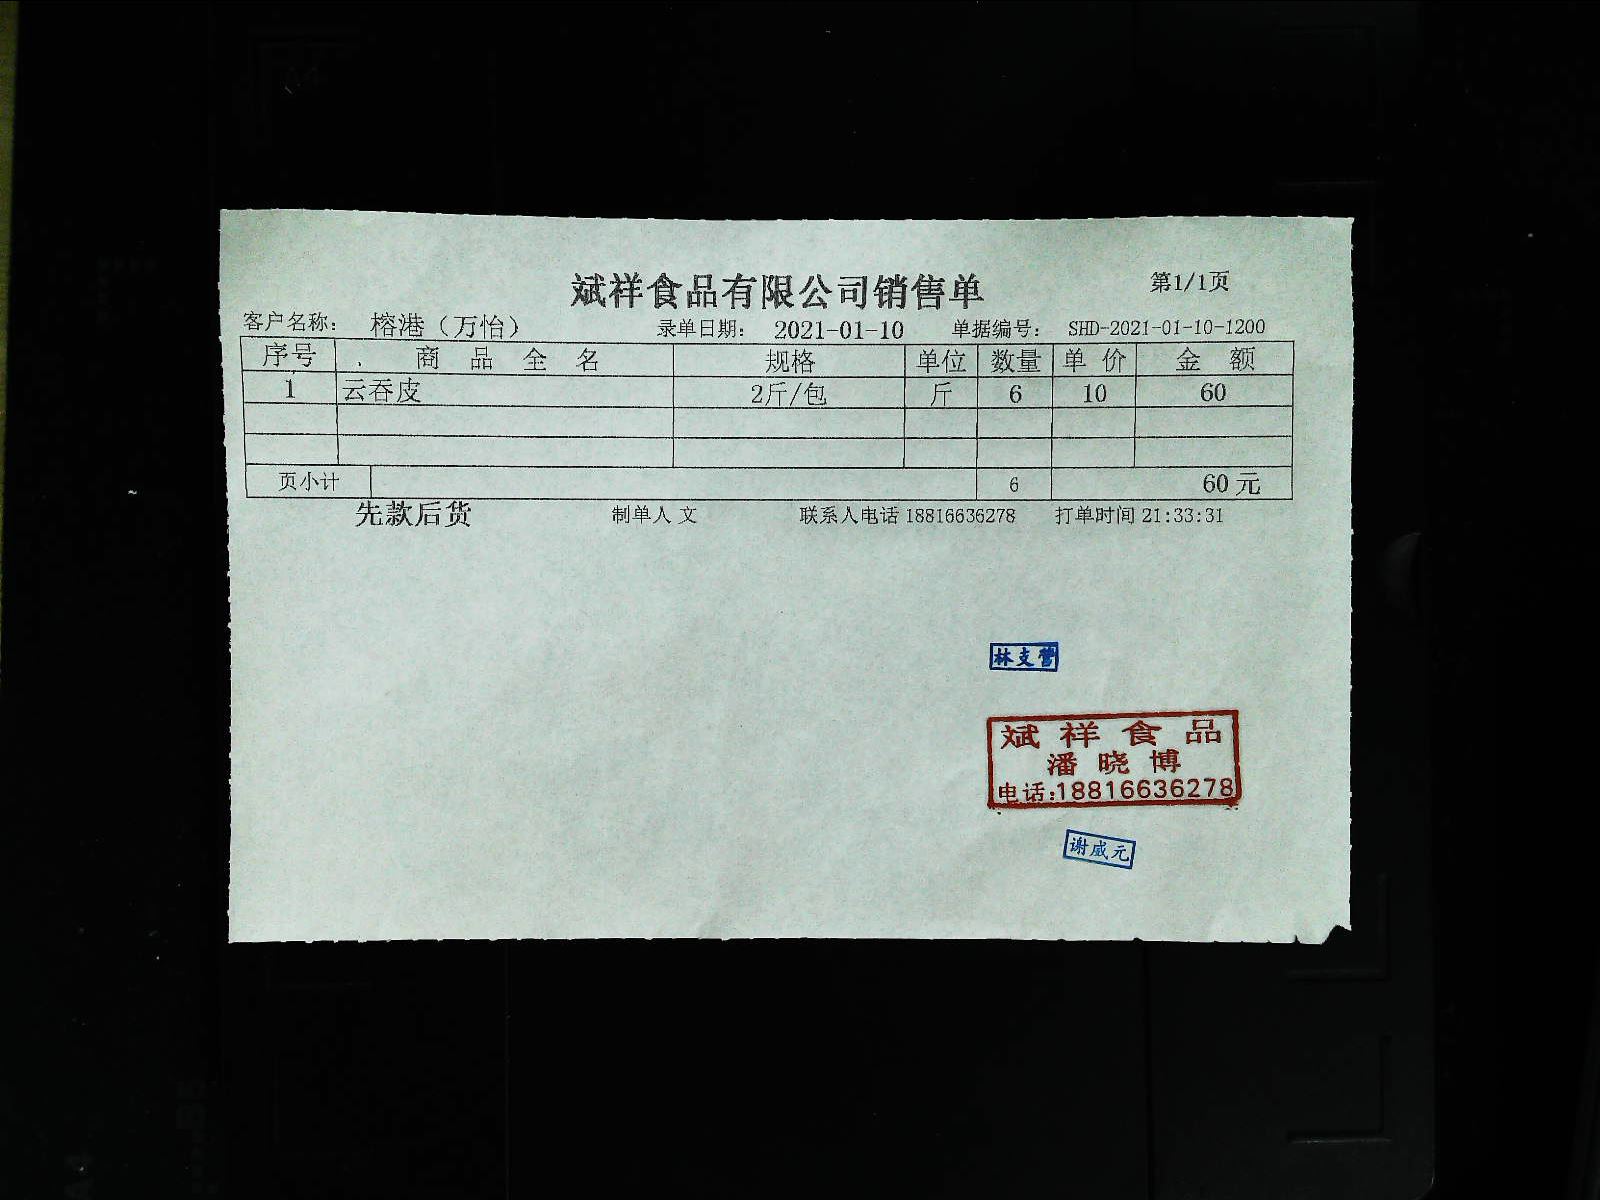 斌祥食品有限公司销售单 第1/1页
客户名称： 榕港（万怡） 录单日期： 2021-01-10 单据编号： SHD-2021-01-10-1200
序号 商品全名 规格 单位 数量 单价 金额
1 云吞皮 2斤/包 斤 6 10 60
页小计 6 60元
先款后货 制单人 文 联系人电话 18816636278 打单时间 21:33:31
林支营
斌祥食品
潘晓博
电话:18816636278
谢威元